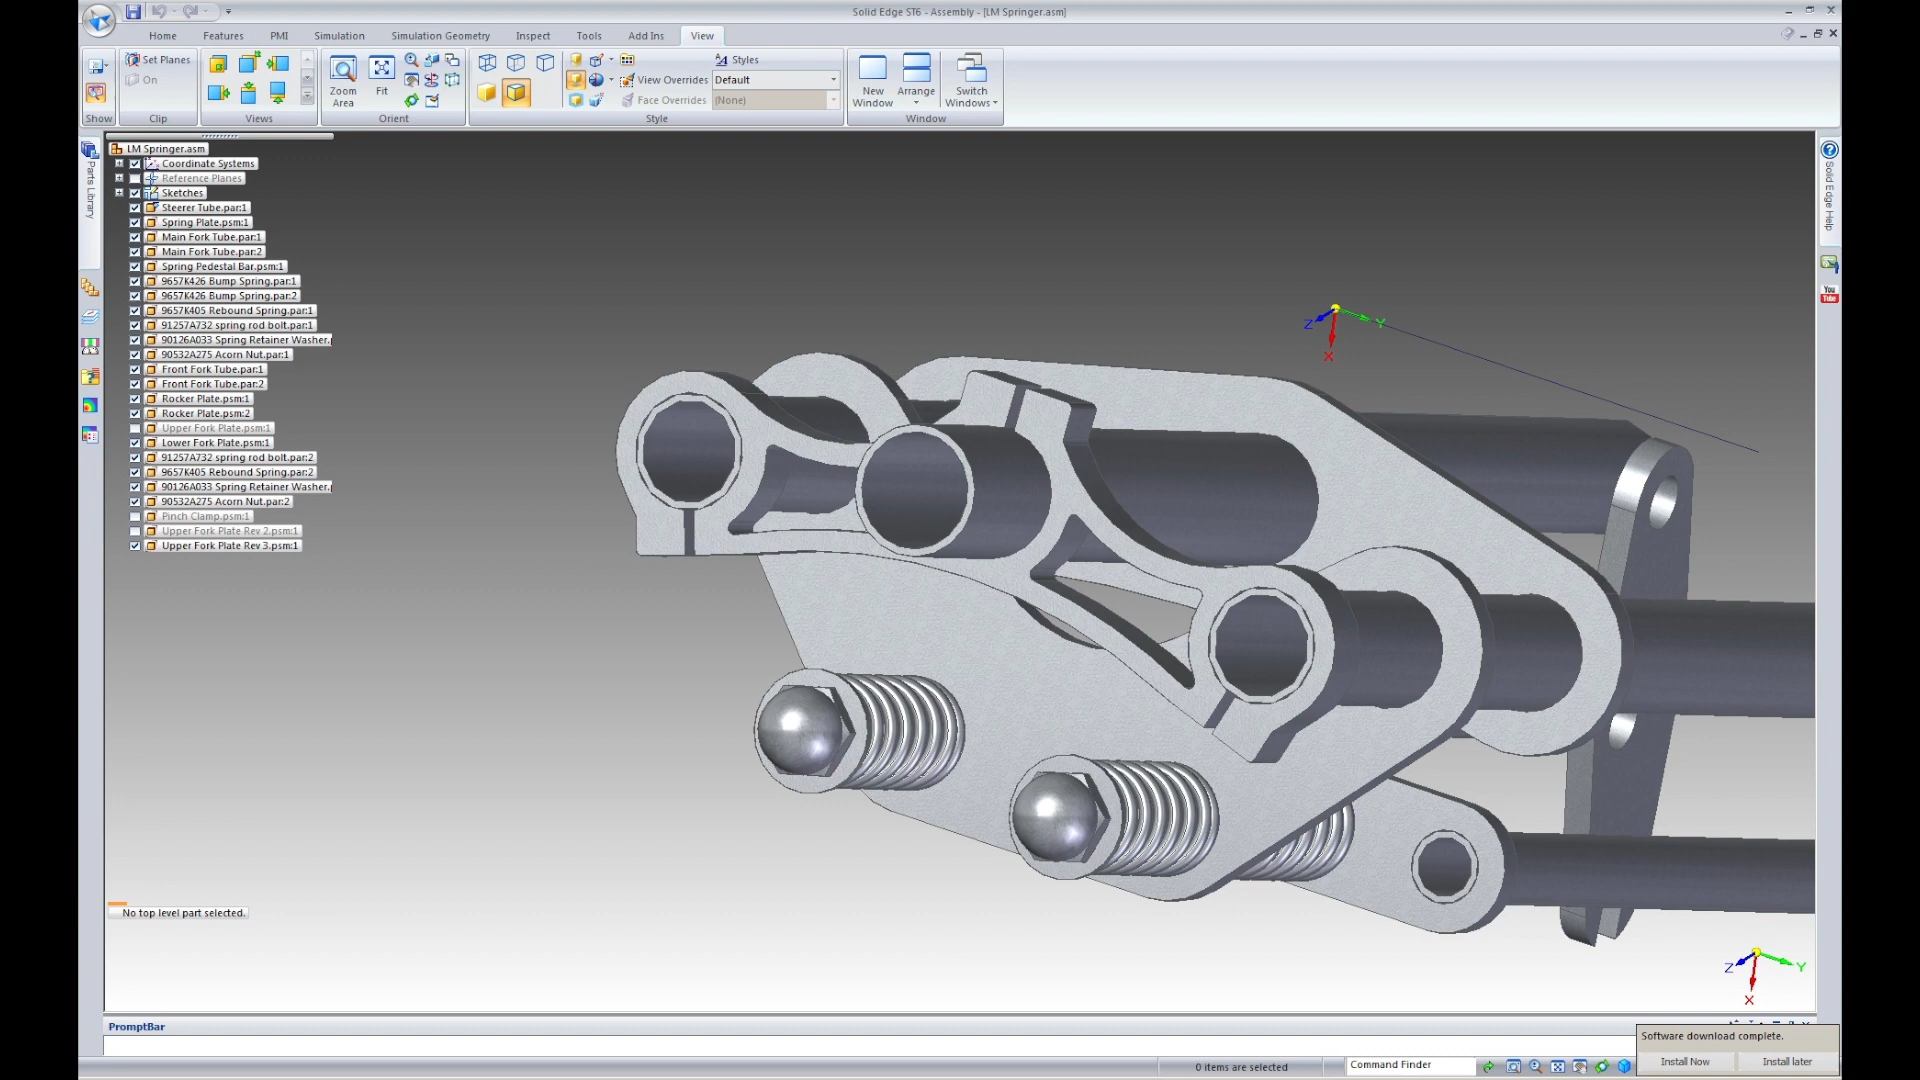 Solid Edge ST6 - Assembly - [LM Springer.asm]
Home Features PMI Simulation Simulation Geometry Inspect Tools Add Ins View
Set Planes
On
Show Clip Views
Zoom Area
Fit
Orient
Styles
View Overrides Default
Face Overrides (None)
Style
New Window
Arrange
Switch Windows
Window
Parts Library
LM Springer.asm
Coordinate Systems
Reference Planes
Sketches
Steerer Tube.par:1
Spring Plate.psm:1
Main Fork Tube.par:1
Main Fork Tube.par:2
Spring Pedestal Bar.psm:1
9657K426 Bump Spring.par:1
9657K426 Bump Spring.par:2
9657K405 Rebound Spring.par:1
91257A732 spring rod bolt.par:1
90126A033 Spring Retainer Washer.
90532A275 Acorn Nut.par:1
Front Fork Tube.par:1
Front Fork Tube.par:2
Rocker Plate.psm:1
Rocker Plate.psm:2
Upper Fork Plate.psm:1
Lower Fork Plate.psm:1
91257A732 spring rod bolt.par:2
9657K405 Rebound Spring.par:2
90126A033 Spring Retainer Washer.
90532A275 Acorn Nut.par:2
Pinch Clamp.psm:1
Upper Fork Plate Rev 2.psm:1
Upper Fork Plate Rev 3.psm:1
No top level part selected.
Z Y
X
Z Y
X
Solid Edge Help
You Tube
PromptBar
0 items are selected
Command Finder
Software download complete.
Install Now Install later